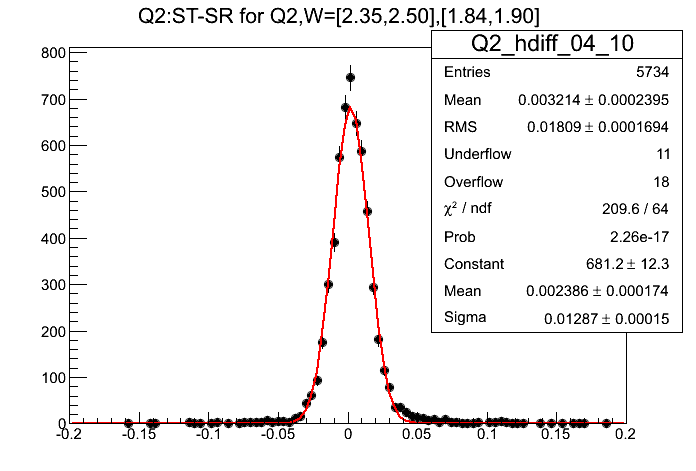 Q2:ST-SR for Q2,W=[2.35,2.50],[1.84,1.90]
Q2_hdiff_04_10
Entries 5734
Mean 0.003214 ± 0.0002395
RMS 0.01809 ± 0.0001694
Underflow 11
Overflow 18
χ² / ndf 209.6 / 64
Prob 2.26e-17
Constant 681.2 ± 12.3
Mean 0.002386 ± 0.000174
Sigma 0.01287 ± 0.00015
800
700
600
500
400
300
200
100
0
-0.2 -0.15 -0.1 -0.05 0 0.05 0.1 0.15 0.2